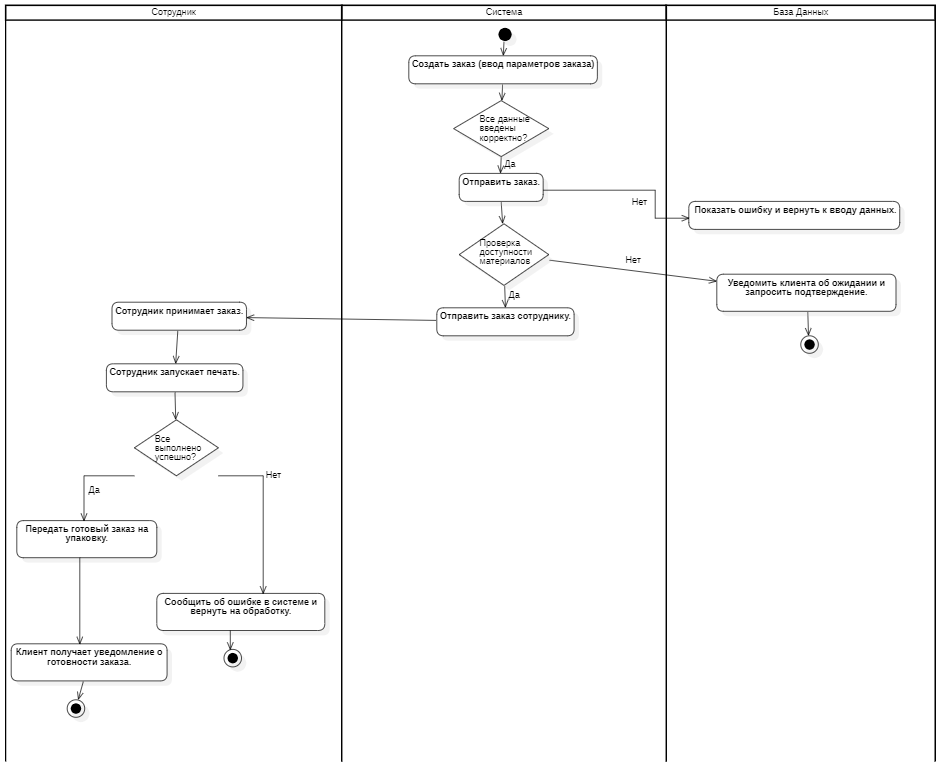 Сотрудник
Система
База Данных
Создать заказ (ввод параметров заказа)
Все данные
введены
корректно?
Да
Отправить заказ.
Нет
Показать ошибку и вернуть к вводу данных.
Проверка
доступности
материалов
Нет
Уведомить клиента об ожидании и
запросить подтверждение.
Да
Отправить заказ сотруднику.
Сотрудник принимает заказ.
Сотрудник запускает печать.
Все
выполнено
успешно?
Да
Нет
Передать готовый заказ на
упаковку.
Сообщить об ошибке в системе и
вернуть на обработку.
Клиент получает уведомление о
готовности заказа.